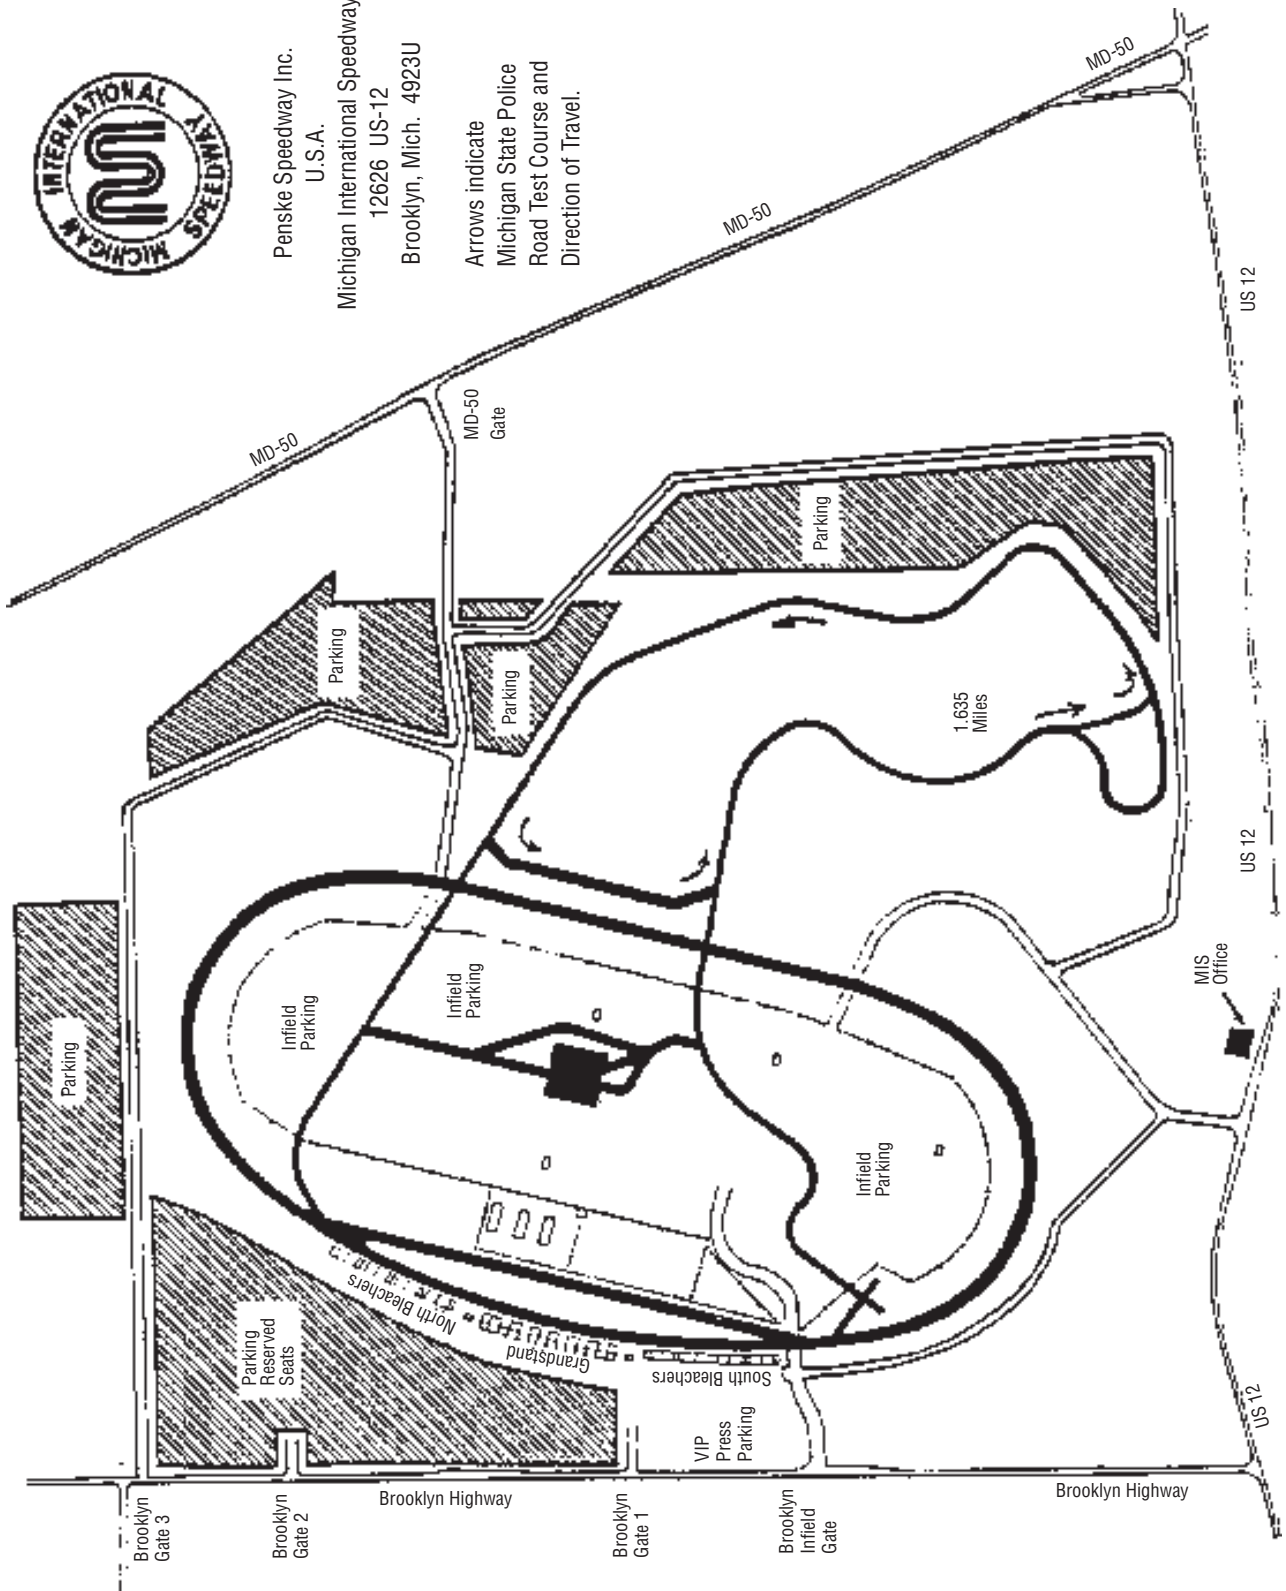 MICHIGAN INTERNATIONAL SPEEDWAY
Penske Speedway Inc.
U.S.A.
Michigan International Speedway
12626 US-12
Brooklyn, Mich. 4923U
Arrows indicate
Michigan State Police
Road Test Course and
Direction of Travel.
MD-50
MD-50
MD-50
MD-50
Gate
US 12
Parking
Parking
Parking
1.635
Miles
US 12
Parking
Infield
Parking
Infield
Parking
MIS
Office
Infield
Parking
North Bleachers
Grandstand
South Bleachers
Parking
Reserved
Seats
VIP
Press
Parking
US 12
Brooklyn Highway
Brooklyn Highway
Brooklyn
Gate 3
Brooklyn
Gate 2
Brooklyn
Gate 1
Brooklyn
Infield
Gate